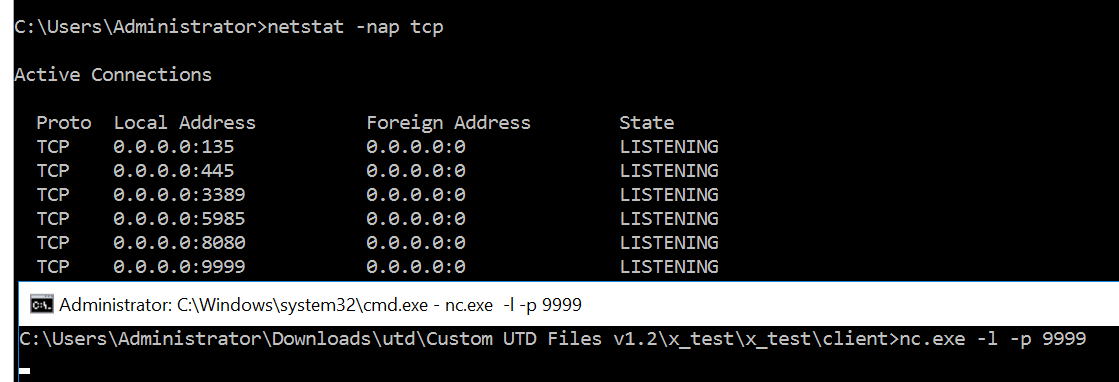 C:\Users\Administrator>netstat -nap tcp
Active Connections
Proto Local Address Foreign Address State
TCP 0.0.0.0:135 0.0.0.0:0 LISTENING
TCP 0.0.0.0:445 0.0.0.0:0 LISTENING
TCP 0.0.0.0:3389 0.0.0.0:0 LISTENING
TCP 0.0.0.0:5985 0.0.0.0:0 LISTENING
TCP 0.0.0.0:8080 0.0.0.0:0 LISTENING
TCP 0.0.0.0:9999 0.0.0.0:0 LISTENING
Administrator: C:\Windows\system32\cmd.exe - nc.exe -l -p 9999
C:\Users\Administrator\Downloads\utd\Custom UTD Files v1.2\x_test\x_test\client>nc.exe -l -p 9999